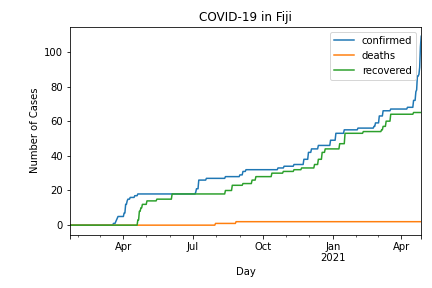 COVID-19 in Fiji
confirmed
deaths
recovered
Number of Cases
100
80
60
40
20
0
Apr
Jul
Oct
Jan
2021
Apr
Day